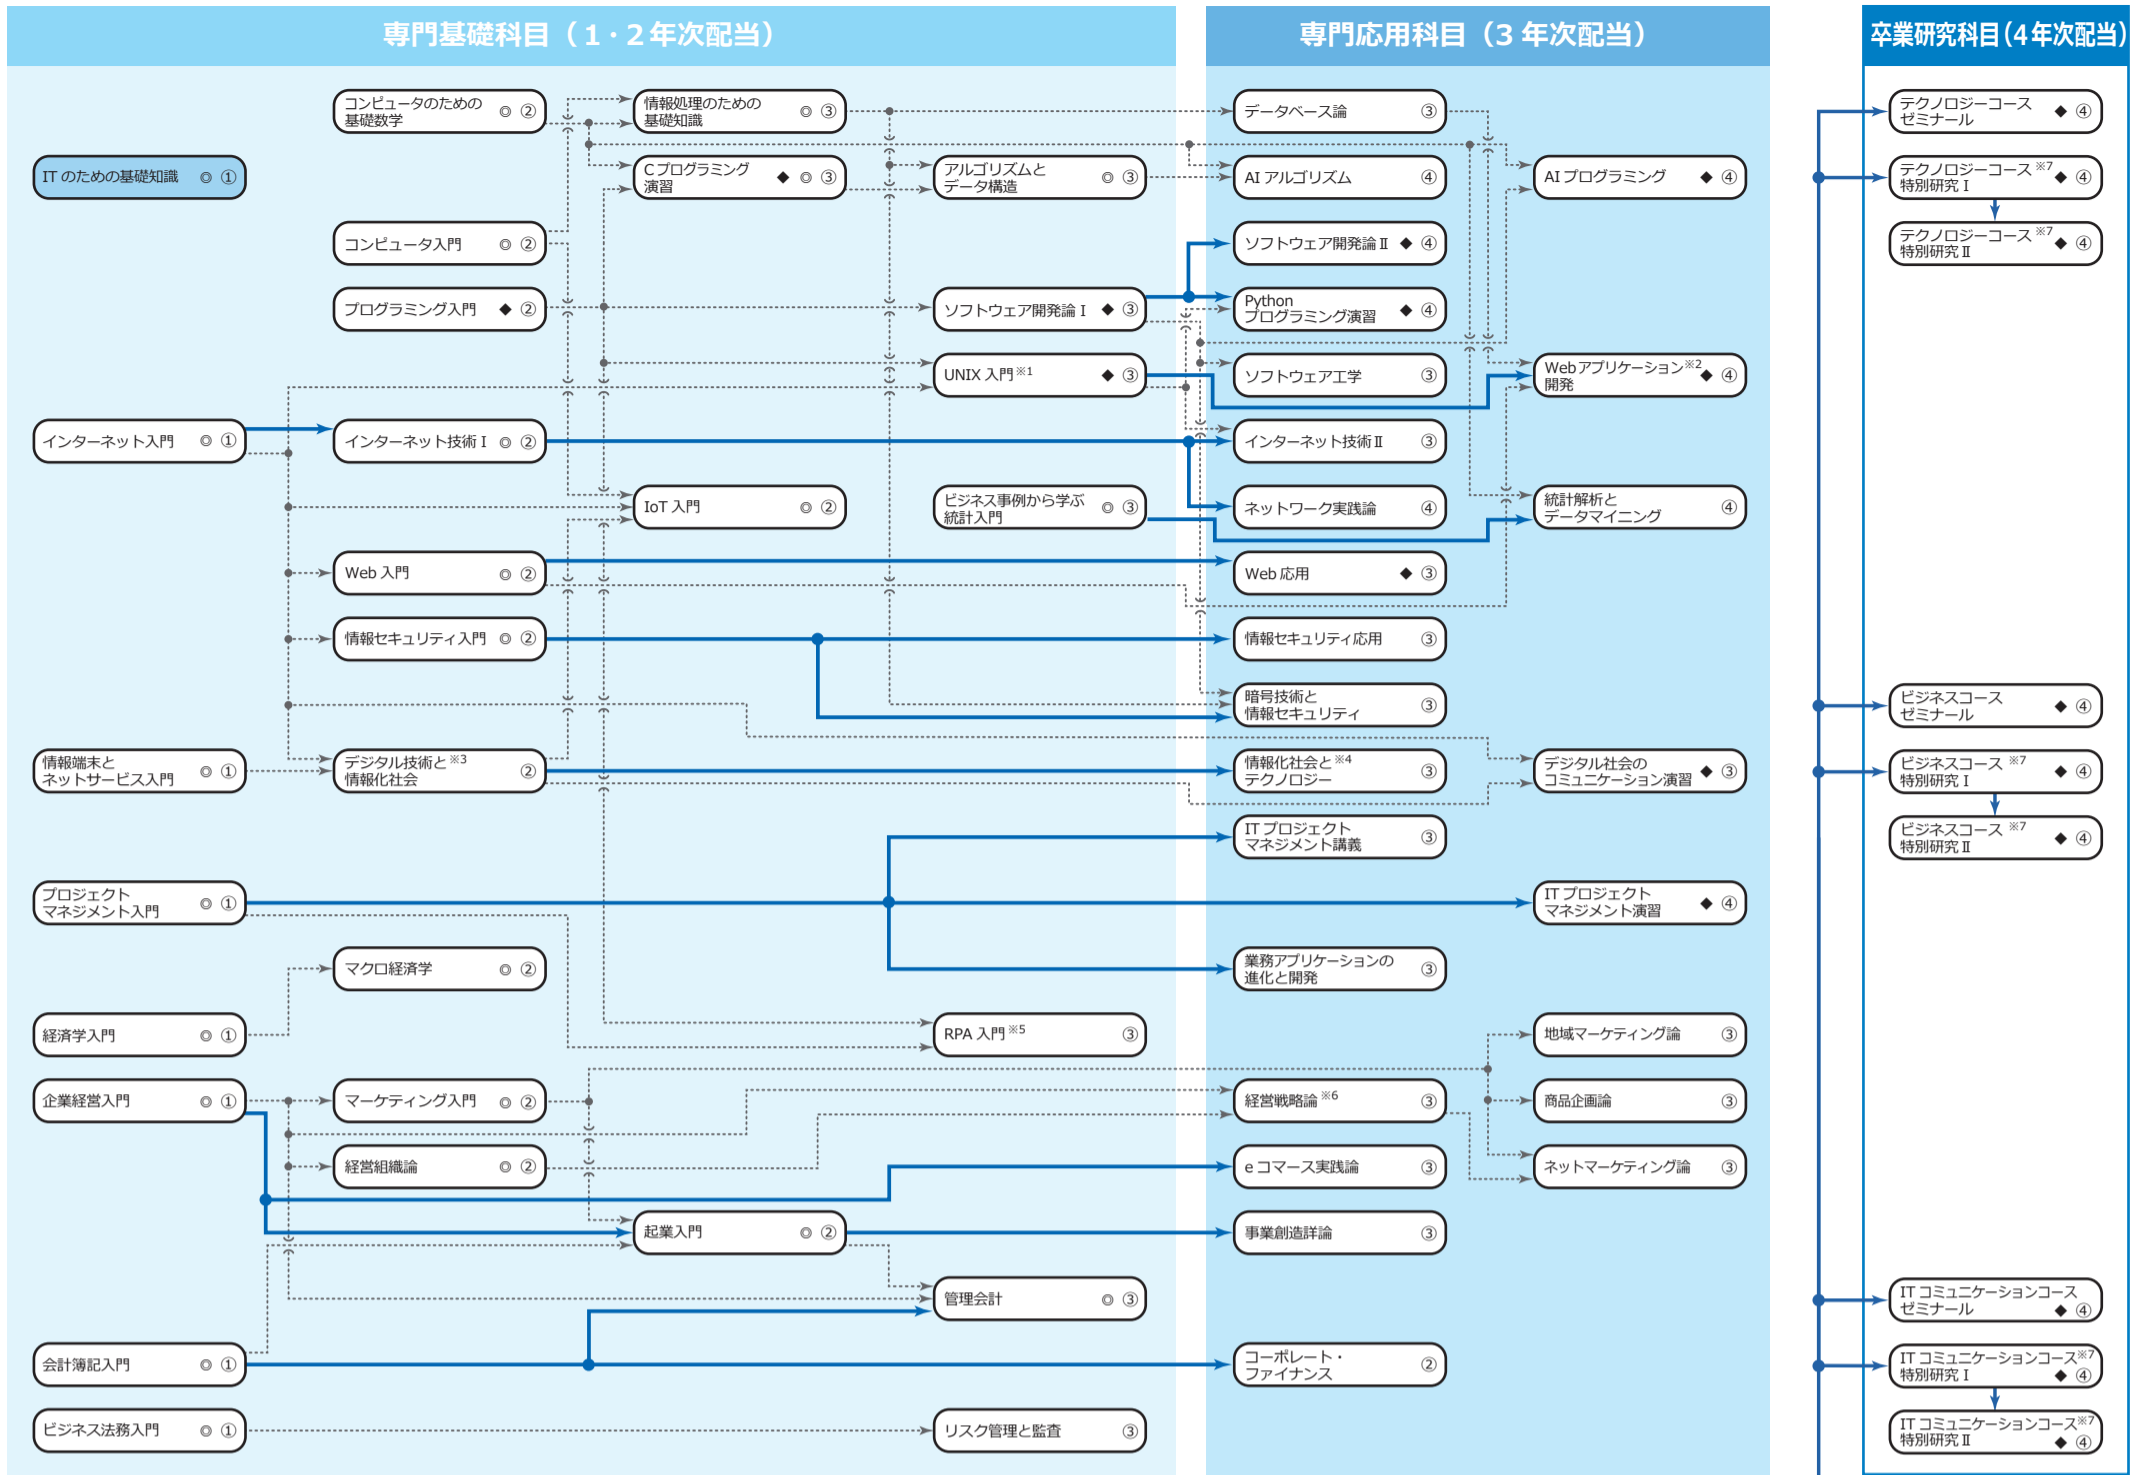 専門基礎科目（1・2年次配当）
専門応用科目（3年次配当）
卒業研究科目（4年次配当）
コンピュータのための
基礎数学 ◎ ②
情報処理のための
基礎知識 ◎ ③
データベース論 ③
テクノロジーコース
ゼミナール ◆ ④
ITのための基礎知識 ◎ ①
Cプログラミング
演習 ◆ ◎ ③
アルゴリズムと
データ構造 ◎ ③
AIアルゴリズム ④
AIプログラミング ◆ ④
テクノロジーコース ※7
特別研究Ⅰ ◆ ④
コンピュータ入門 ◎ ②
ソフトウェア開発論Ⅱ ◆ ④
テクノロジーコース ※7
特別研究Ⅱ ◆ ④
プログラミング入門 ◆ ②
ソフトウェア開発論Ⅰ ◆ ③
Python
プログラミング演習 ◆ ④
UNIX入門 ※1 ◆ ③
ソフトウェア工学 ③
Webアプリケーション ※2
開発 ◆ ④
インターネット入門 ◎ ①
インターネット技術Ⅰ ◎ ②
インターネット技術Ⅱ ③
IoT入門 ◎ ②
ビジネス事例から学ぶ
統計入門 ◎ ③
ネットワーク実践論 ④
統計解析と
データマイニング ④
Web入門 ◎ ②
Web応用 ◆ ③
情報セキュリティ入門 ◎ ②
情報セキュリティ応用 ③
暗号技術と
情報セキュリティ ③
ビジネスコース
ゼミナール ◆ ④
情報端末と
ネットサービス入門 ◎ ①
デジタル技術と ※3
情報化社会 ②
情報化社会と ※4
テクノロジー ③
デジタル社会の
コミュニケーション演習 ◆ ③
ビジネスコース ※7
特別研究Ⅰ ◆ ④
ITプロジェクト
マネジメント講義 ③
ビジネスコース ※7
特別研究Ⅱ ◆ ④
プロジェクト
マネジメント入門 ◎ ①
ITプロジェクト
マネジメント演習 ◆ ④
マクロ経済学 ◎ ②
業務アプリケーションの
進化と開発 ③
経済学入門 ◎ ①
RPA入門 ※5 ③
地域マーケティング論 ③
企業経営入門 ◎ ①
マーケティング入門 ◎ ②
経営戦略論 ※6 ③
商品企画論 ③
経営組織論 ◎ ②
eコマース実践論 ③
ネットマーケティング論 ③
起業入門 ◎ ②
事業創造詳論 ③
管理会計 ◎ ③
ITコミュニケーションコース
ゼミナール ◆ ④
会計簿記入門 ◎ ①
コーポレート・
ファイナンス ②
ITコミュニケーションコース ※7
特別研究Ⅰ ◆ ④
ビジネス法務入門 ◎ ①
リスク管理と監査 ③
ITコミュニケーションコース ※7
特別研究Ⅱ ◆ ④